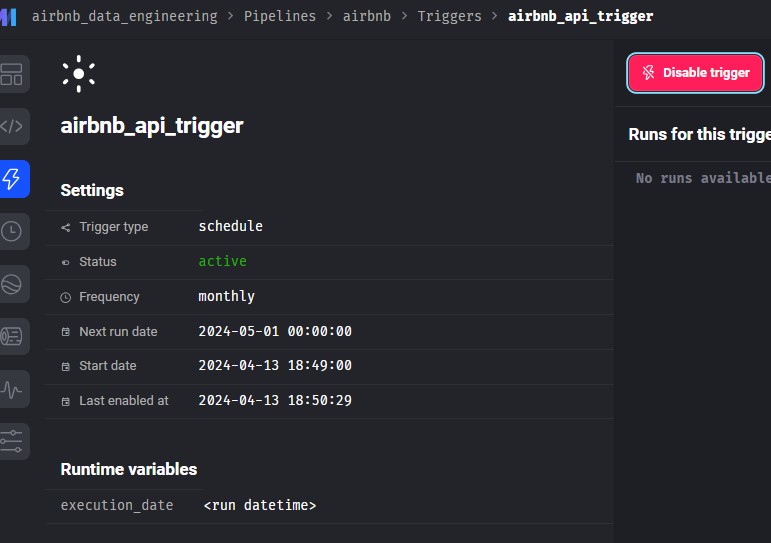 airbnb_data_engineering > Pipelines > airbnb > Triggers > airbnb_api_trigger
airbnb_api_trigger
Settings
Trigger type schedule
Status active
Frequency monthly
Next run date 2024-05-01 00:00:00
Start date 2024-04-13 18:49:00
Last enabled at 2024-04-13 18:50:29
Runtime variables
execution_date <run datetime>
Disable trigger
Runs for this trigge
No runs available